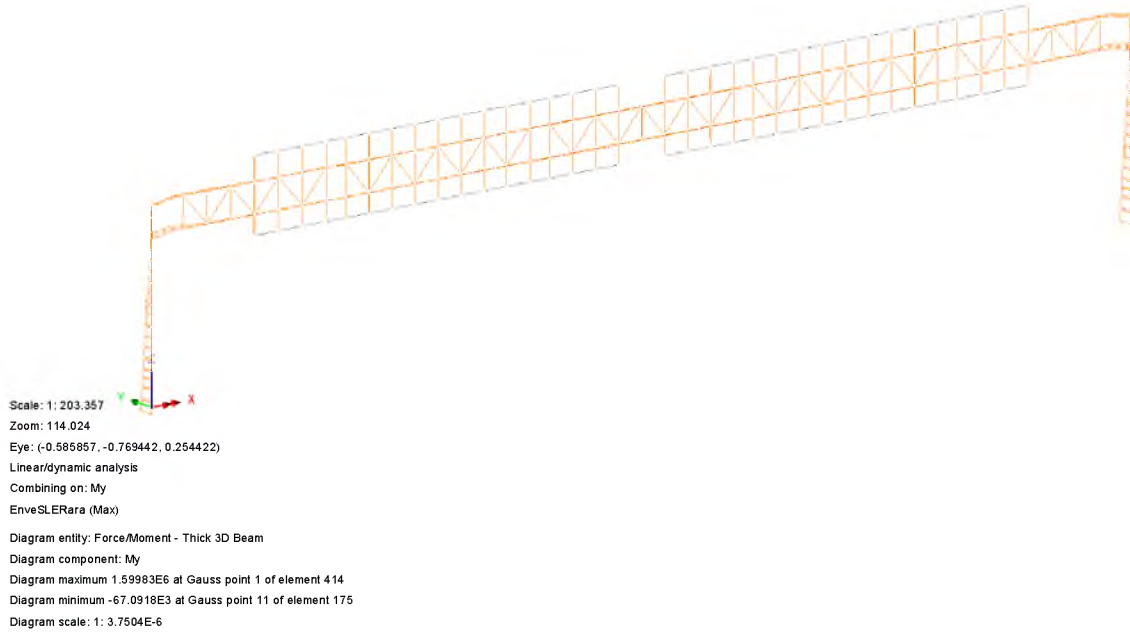 Scale: 1: 203.357
Y
X
Zoom: 114.024
Eye: (-0.585857, -0.769442, 0.254422)
Linear/dynamic analysis
Combining on: My
EnveSLERara (Max)
Diagram entity: Force/Moment - Thick 3D Beam
Diagram component: My
Diagram maximum 1.59983E6 at Gauss point 1 of element 414
Diagram minimum -67.0918E3 at Gauss point 11 of element 175
Diagram scale: 1: 3.7504E-6